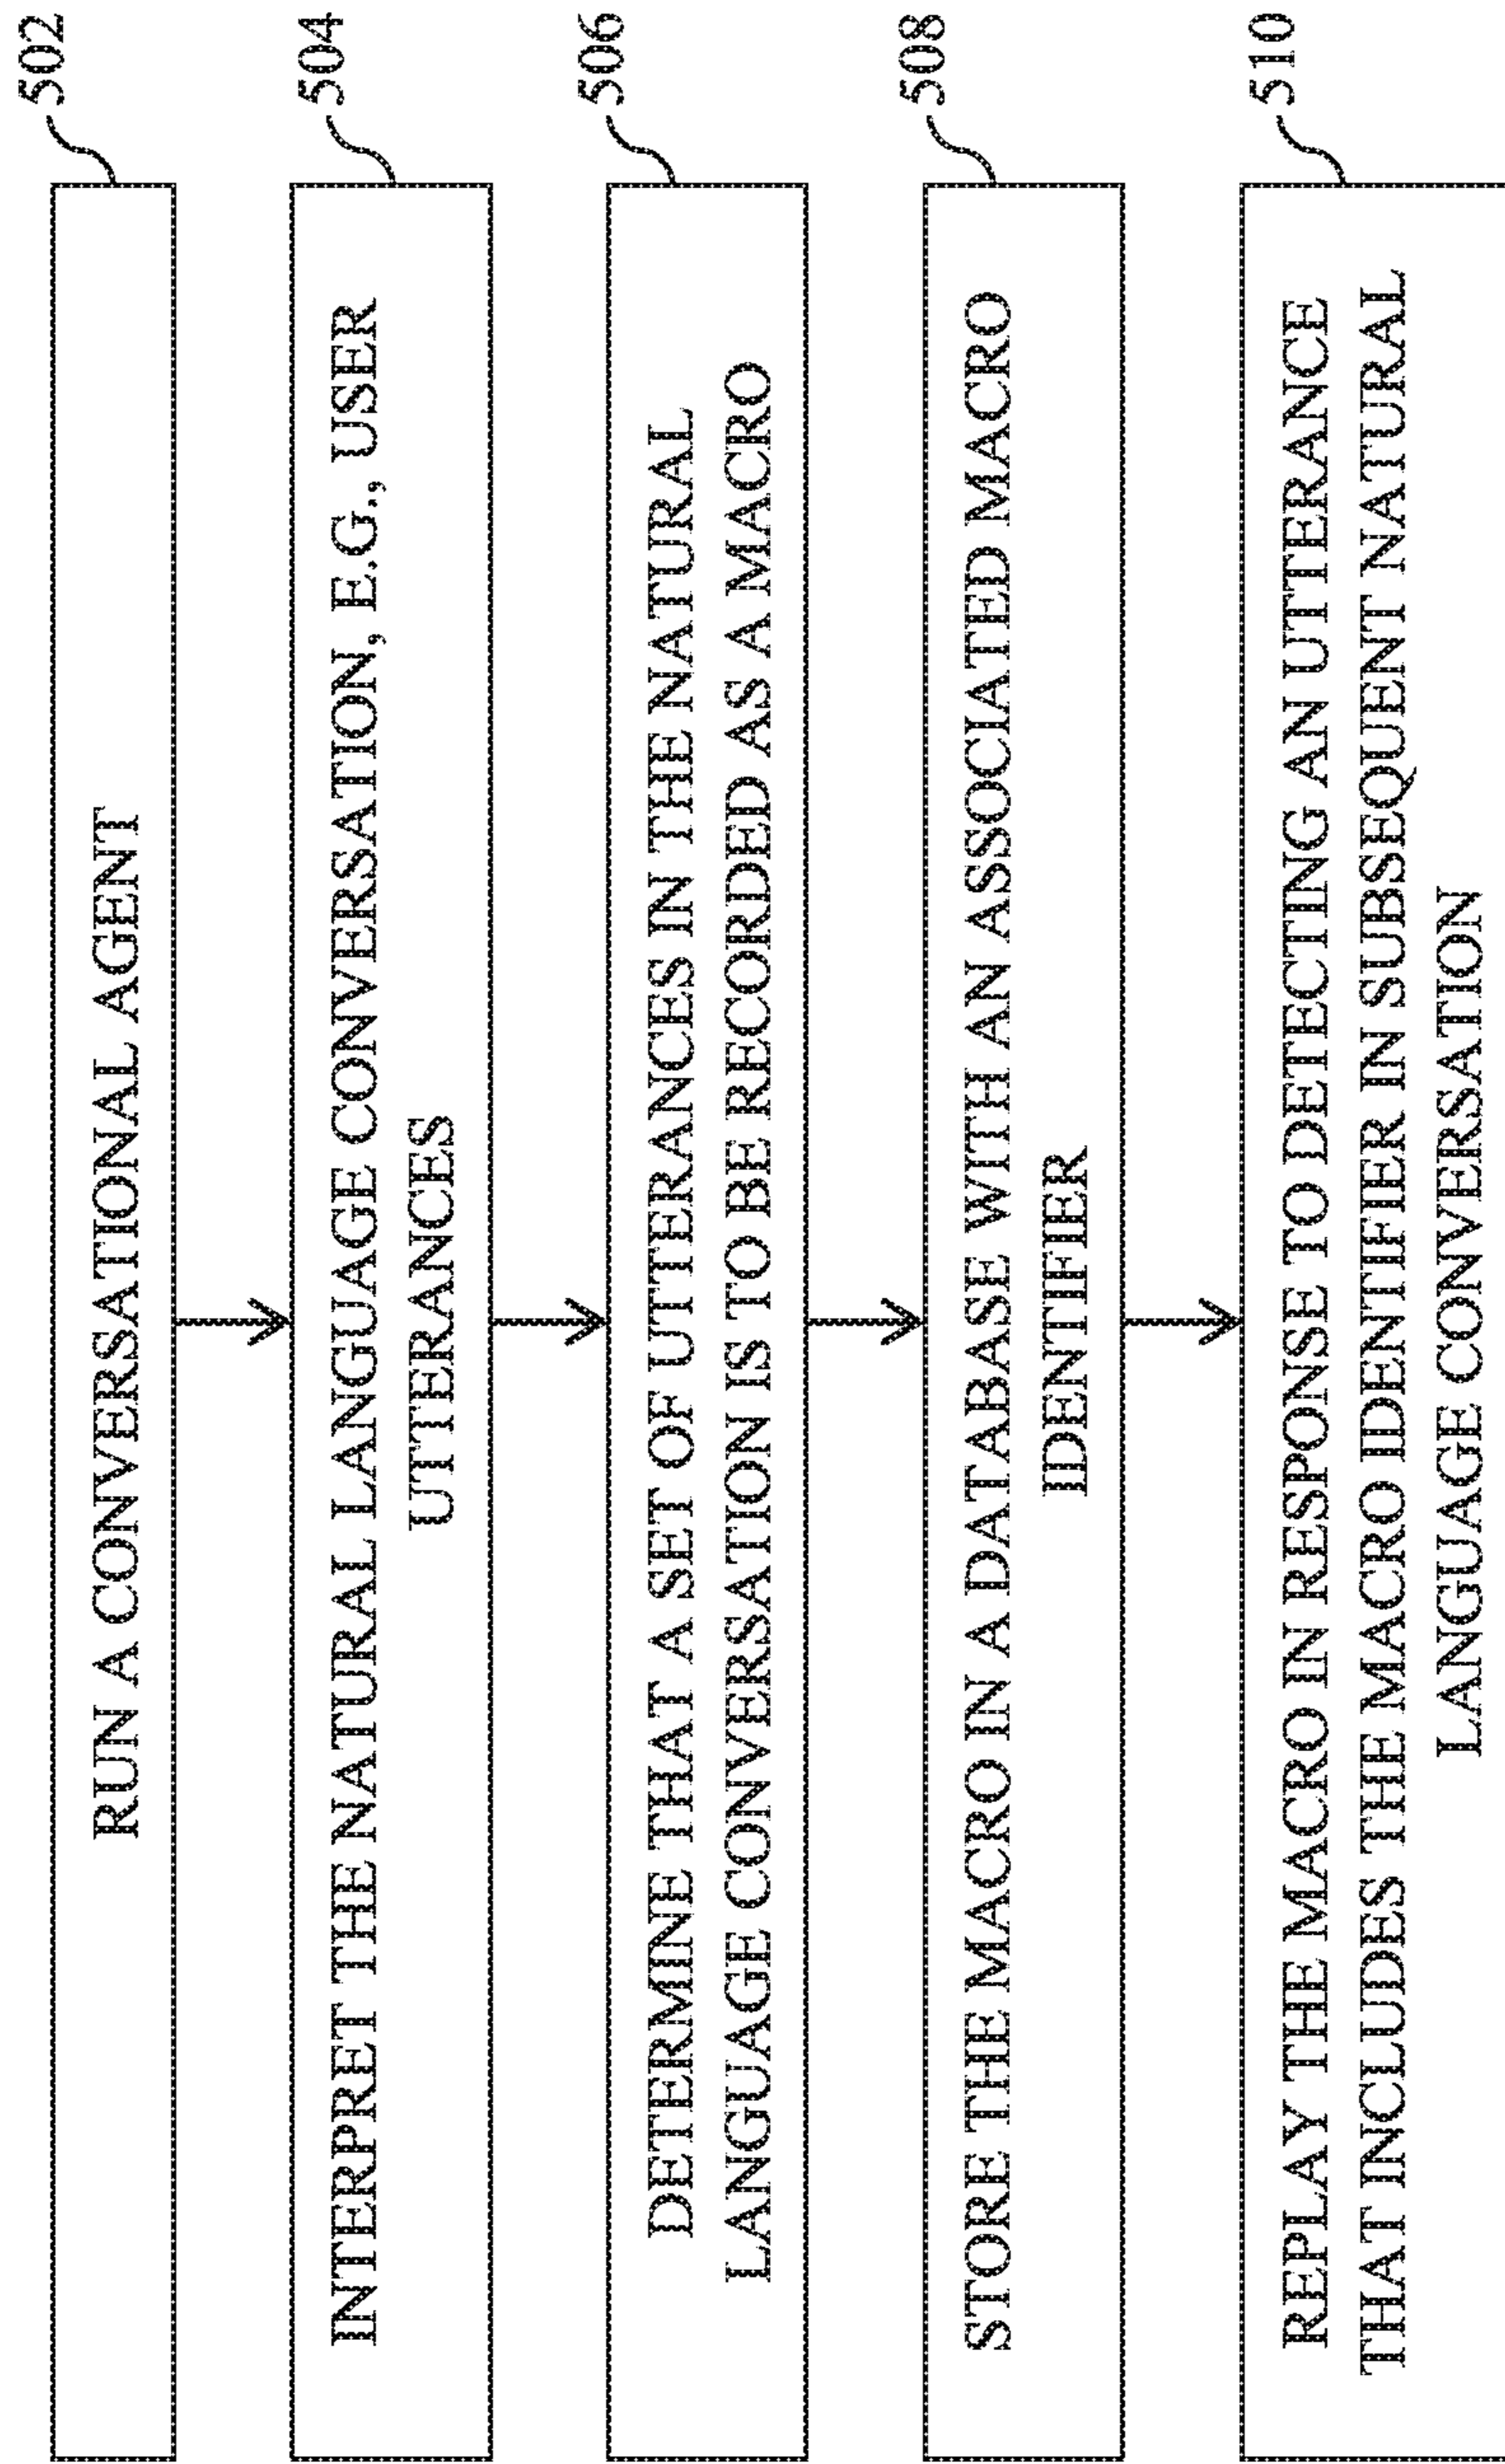 502
RUN A CONVERSATIONAL AGENT
504
INTERPRET THE NATURAL LANGUAGE CONVERSATION, E.G., USER
UTTERANCES
506
DETERMINE THAT A SET OF UTTERANCES IN THE NATURAL
LANGUAGE CONVERSATION IS TO BE RECORDED AS A MACRO
508
STORE THE MACRO IN A DATABASE WITH AN ASSOCIATED MACRO
IDENTIFIER
510
REPLAY THE MACRO IN RESPONSE TO DETECTING AN UTTERANCE
THAT INCLUDES THE MACRO IDENTIFIER IN SUBSEQUENT NATURAL
LANGUAGE CONVERSATION